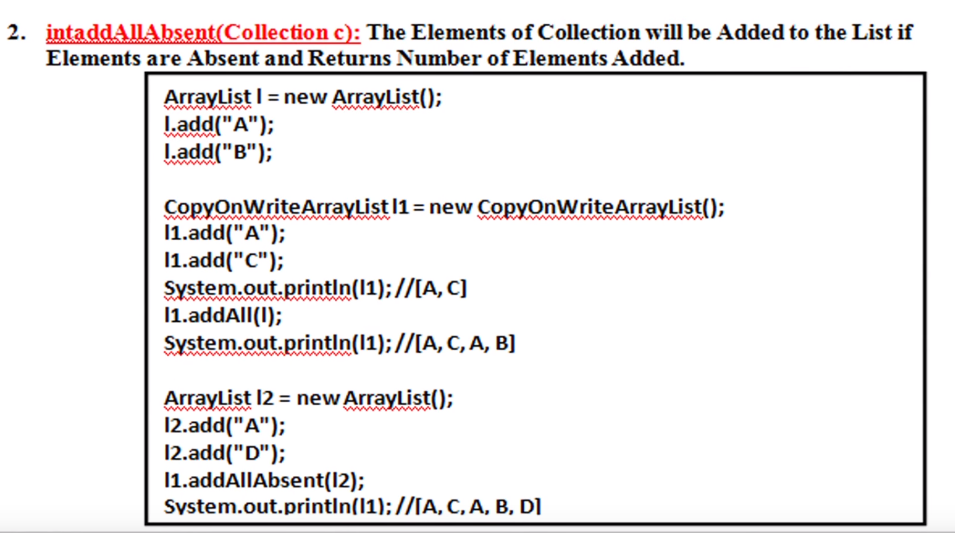 2. intaddAllAbsent(Collection c): The Elements of Collection will be Added to the List if
Elements are Absent and Returns Number of Elements Added.
ArrayList l = new ArrayList();
l.add("A");
l.add("B");
CopyOnWriteArrayList l1 = new CopyOnWriteArrayList();
l1.add("A");
l1.add("C");
System.out.println(l1); //[A, C]
l1.addAll(l);
System.out.println(l1); //[A, C, A, B]
ArrayList l2 = new ArrayList();
l2.add("A");
l2.add("D");
l1.addAllAbsent(l2);
System.out.println(l1); //[A, C, A, B, D]